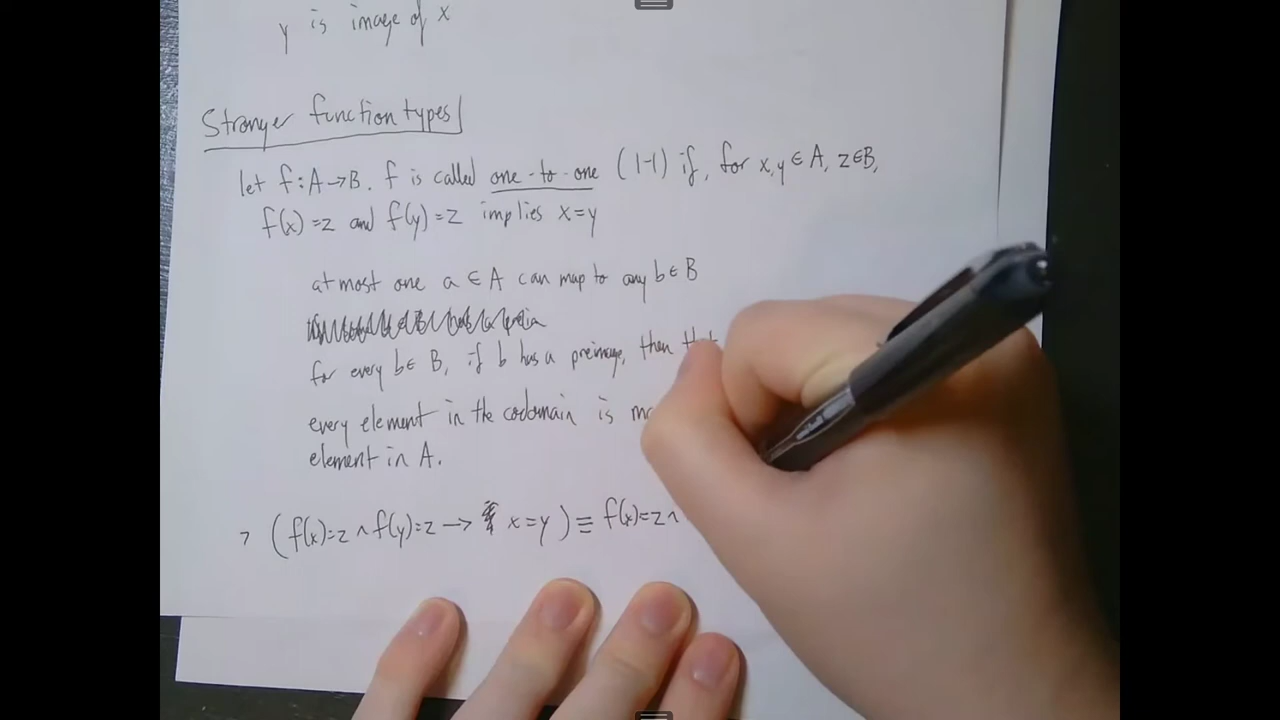 y is image of x
Stronger function types
let f: A→B. f is called one-to-one (1-1) if, for x,y ∈ A, z∈B,
f(x)=z and f(y)=z implies x=y
at most one a ∈ A can map to any b∈B
for every b∈ B, if b has a preimage, then that
every element in the codomain is
element in A.
¬ (f(x)=z ∧ f(y)=z → x=y) ≡ f(x)=z ∧